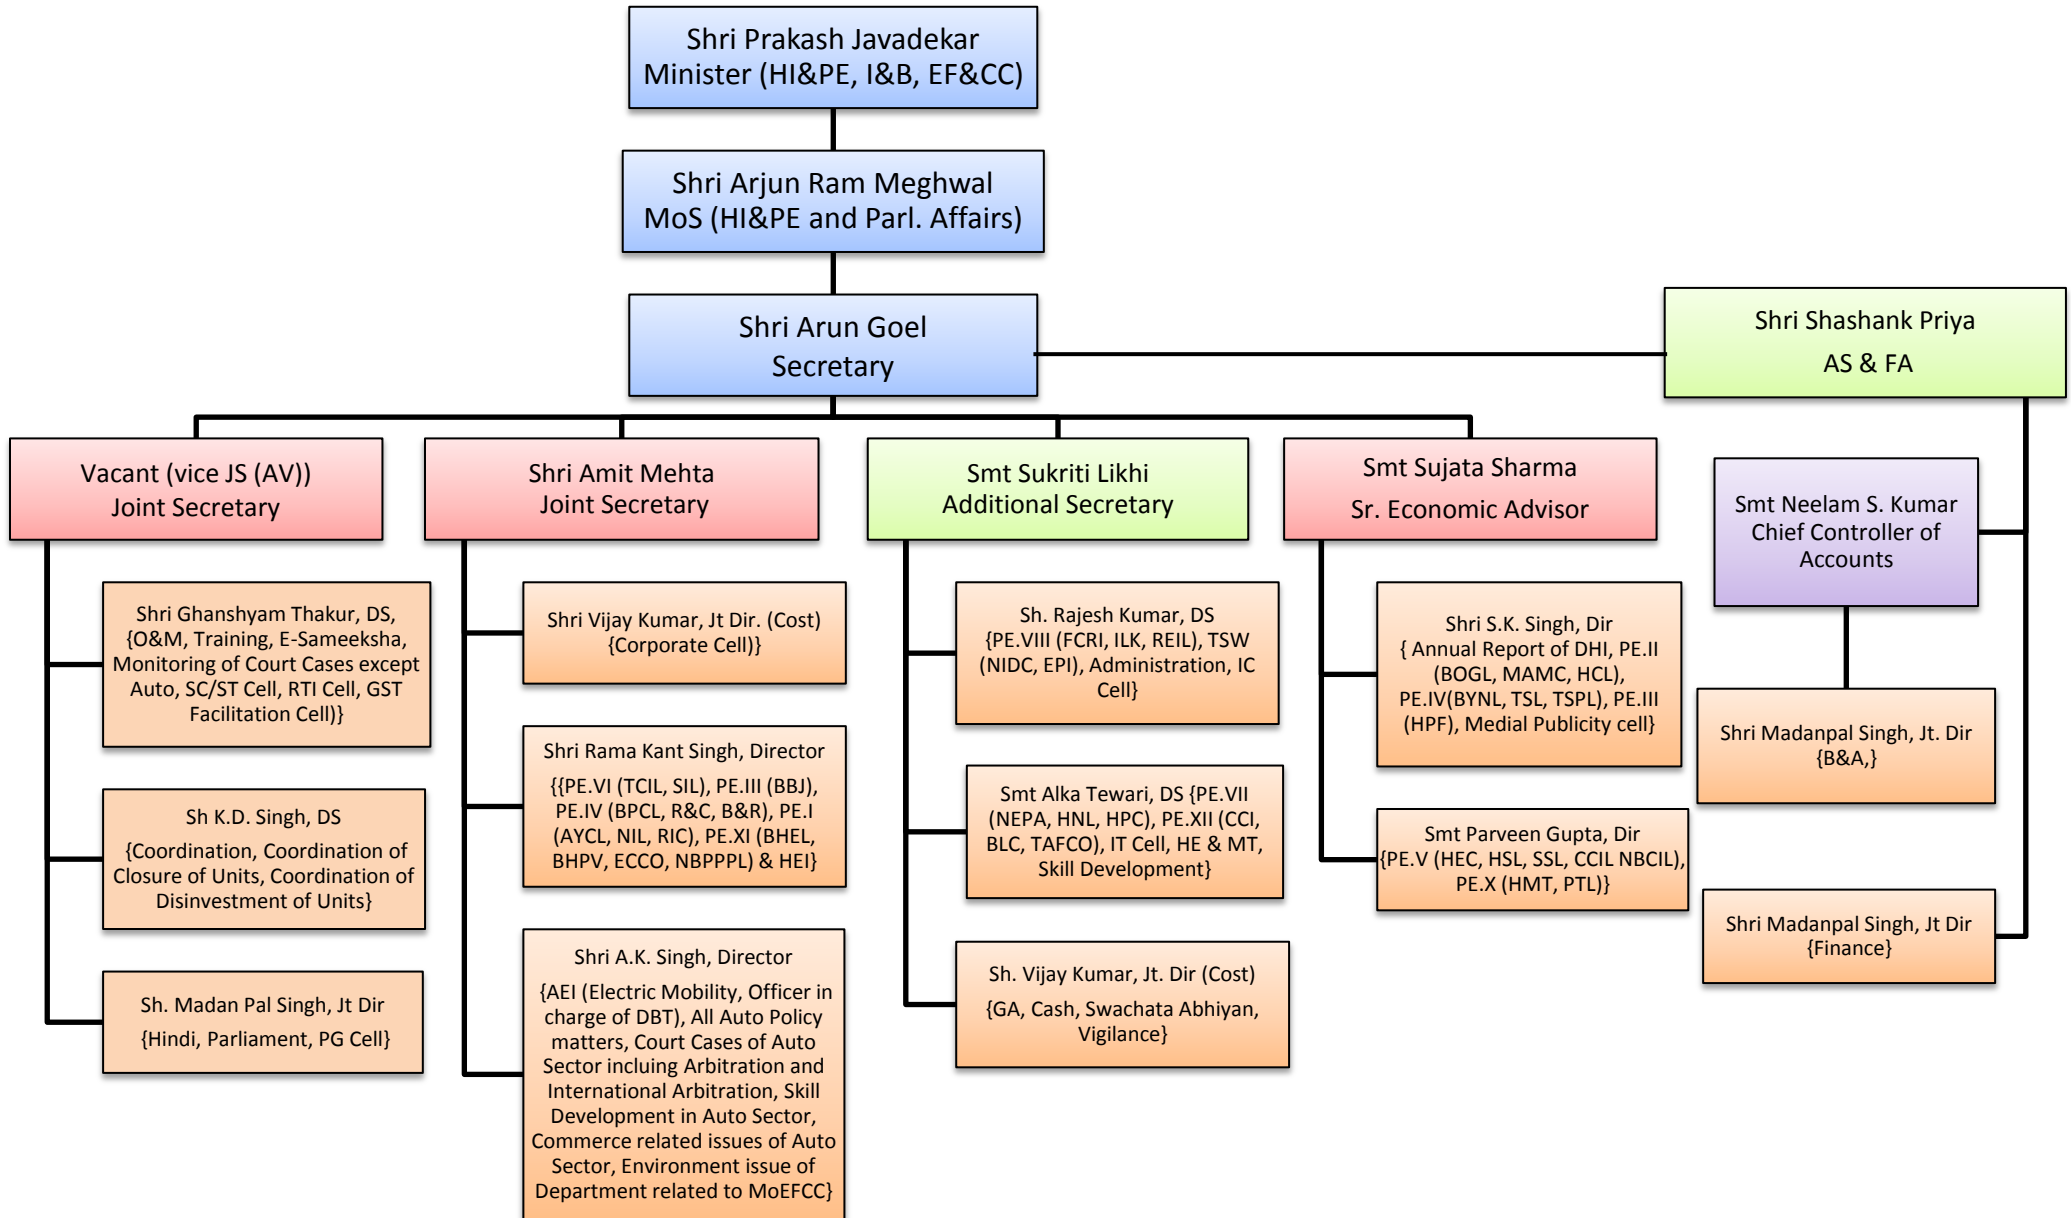 Shri Prakash Javadekar
Minister (HI&PE, I&B, EF&CC)
Shri Arjun Ram Meghwal
MoS (HI&PE and Parl. Affairs)
Shri Arun Goel
Secretary
Shri Shashank Priya
AS & FA
Vacant (vice JS (AV))
Joint Secretary
Shri Ghanshyam Thakur, DS,
{O&M, Training, E-Sameeksha,
Monitoring of Court Cases except
Auto, SC/ST Cell, RTI Cell, GST
Facilitation Cell)}
Sh K.D. Singh, DS
{Coordination, Coordination of
Closure of Units, Coordination of
Disinvestment of Units}
Sh. Madan Pal Singh, Jt Dir
{Hindi, Parliament, PG Cell}
Shri Amit Mehta
Joint Secretary
Shri Vijay Kumar, Jt Dir. (Cost)
{Corporate Cell)}
Shri Rama Kant Singh, Director
{{PE.VI (TCIL, SIL), PE.III (BBJ),
PE.IV (BPCL, R&C, B&R), PE.I
(AYCL, NIL, RIC), PE.XI (BHEL,
BHPV, ECCO, NBPPPL) & HEI}
Shri A.K. Singh, Director
{AEI (Electric Mobility, Officer in
charge of DBT), All Auto Policy
matters, Court Cases of Auto
Sector incluing Arbitration and
International Arbitration, Skill
Development in Auto Sector,
Commerce related issues of Auto
Sector, Environment issue of
Department related to MoEFCC}
Smt Sukriti Likhi
Additional Secretary
Sh. Rajesh Kumar, DS
{PE.VIII (FCRI, ILK, REIL), TSW
(NIDC, EPI), Administration, IC
Cell}
Smt Alka Tewari, DS {PE.VII
(NEPA, HNL, HPC), PE.XII (CCI,
BLC, TAFCO), IT Cell, HE & MT,
Skill Development}
Sh. Vijay Kumar, Jt. Dir (Cost)
{GA, Cash, Swachata Abhiyan,
Vigilance}
Smt Sujata Sharma
Sr. Economic Advisor
Shri S.K. Singh, Dir
{ Annual Report of DHI, PE.II
(BOGL, MAMC, HCL),
PE.IV(BYNL, TSL, TSPL), PE.III
(HPF), Medial Publicity cell}
Smt Parveen Gupta, Dir
{PE.V (HEC, HSL, SSL, CCIL NBCIL),
PE.X (HMT, PTL)}
Smt Neelam S. Kumar
Chief Controller of
Accounts
Shri Madanpal Singh, Jt. Dir
{B&A,}
Shri Madanpal Singh, Jt Dir
{Finance}